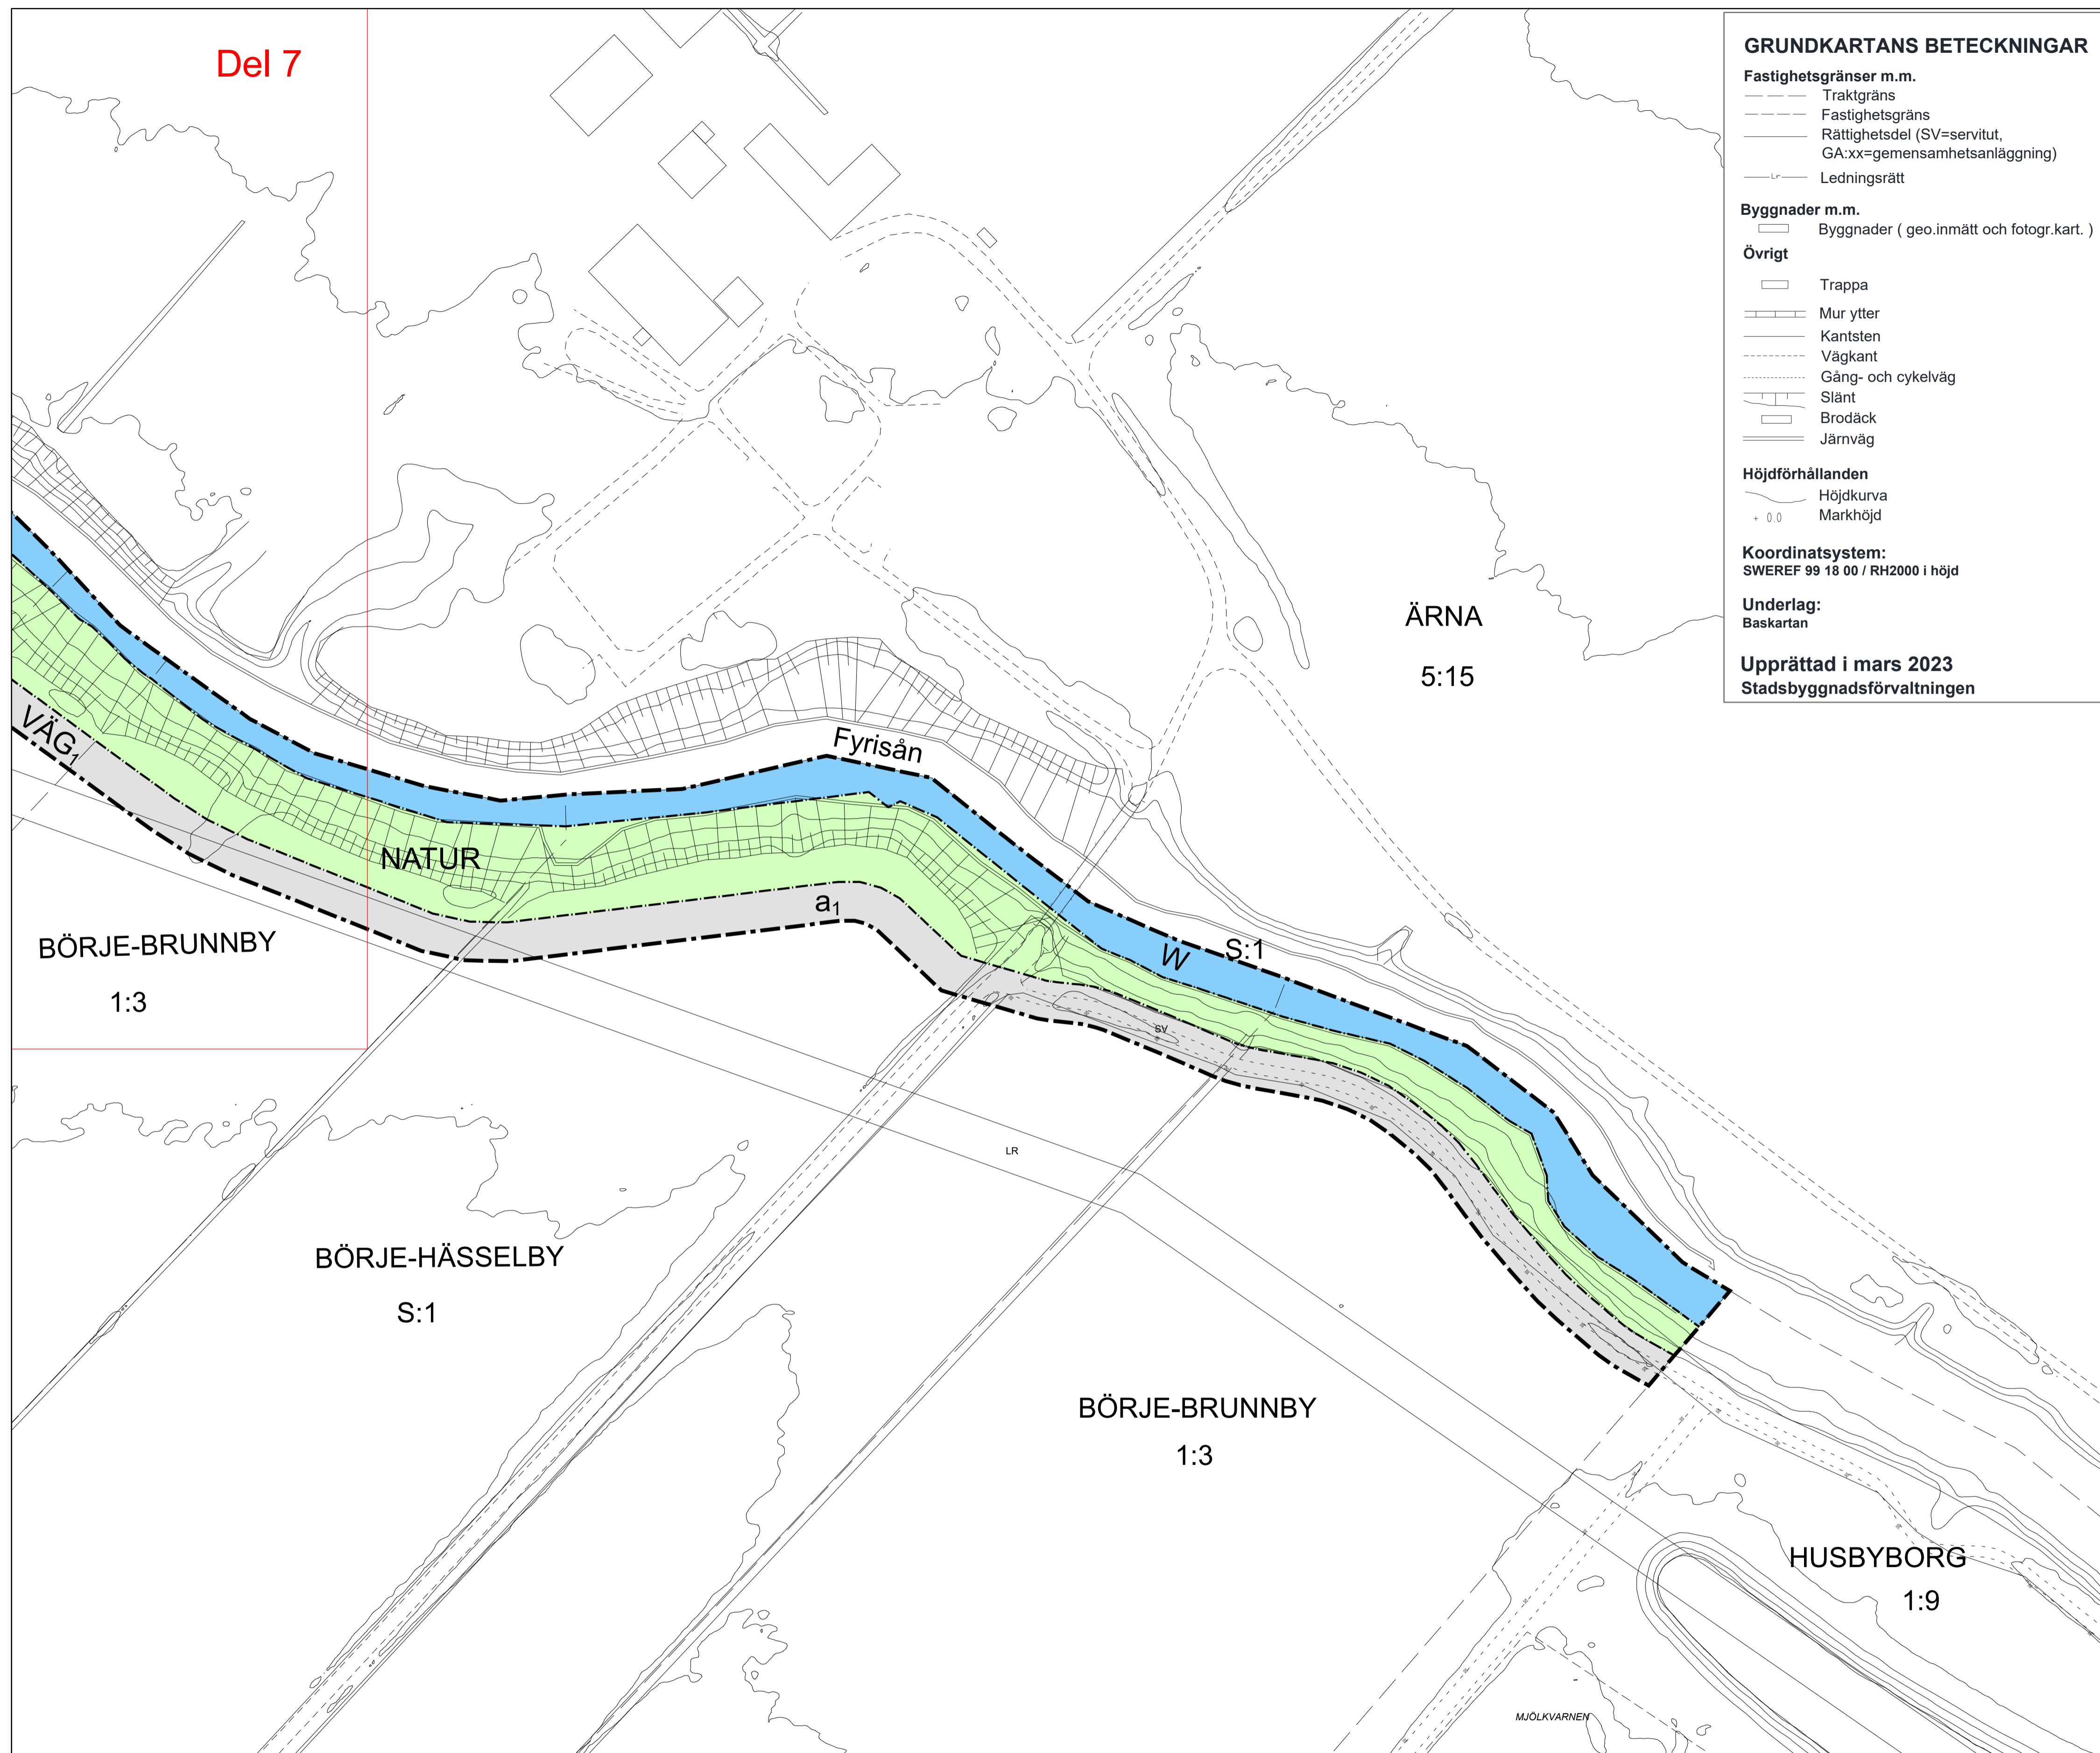 Del 7
GRUNDKARTANS BETECKNINGAR
Fastighetsgränser m.m.
Traktgräns
Fastighetsgräns
Rättighetsdel (SV=servitut,
GA:xx=gemensamhetsanläggning)
Lr
Ledningsrätt
Byggnader m.m.
Byggnader ( geo.inmätt och fotogr.kart. )
Övrigt
Trappa
Mur ytter
Kantsten
Vägkant
Gång- och cykelväg
Slänt
Brodäck
Järnväg
Höjdförhållanden
Höjdkurva
+ 0.0 Markhöjd
Koordinatsystem:
SWEREF 99 18 00 / RH2000 i höjd
Underlag:
Baskartan
Upprättad i mars 2023
Stadsbyggnadsförvaltningen
ÄRNA
5:15
VÄG1
Fyrisån
NATUR
a1
W
S:1
SV
BÖRJE-BRUNNBY
1:3
LR
BÖRJE-HÄSSELBY
S:1
BÖRJE-BRUNNBY
1:3
HUSBYBORG
1:9
MJÖLKVARNEN